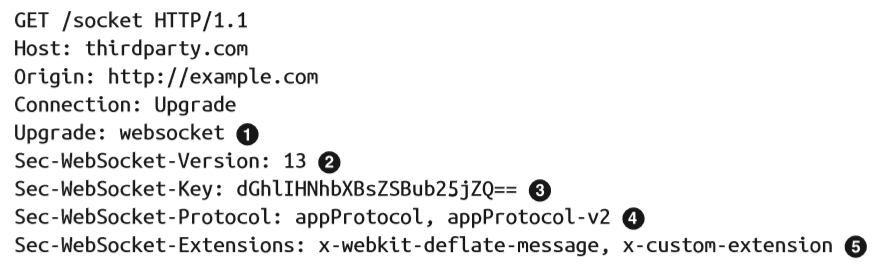 GET /socket HTTP/1.1
Host: thirdparty.com
Origin: http://example.com
Connection: Upgrade
Upgrade: websocket ❶
Sec-WebSocket-Version: 13 ❷
Sec-WebSocket-Key: dGhlIHNhbXBsZSBub25jZQ== ❸
Sec-WebSocket-Protocol: appProtocol, appProtocol-v2 ❹
Sec-WebSocket-Extensions: x-webkit-deflate-message, x-custom-extension ❺